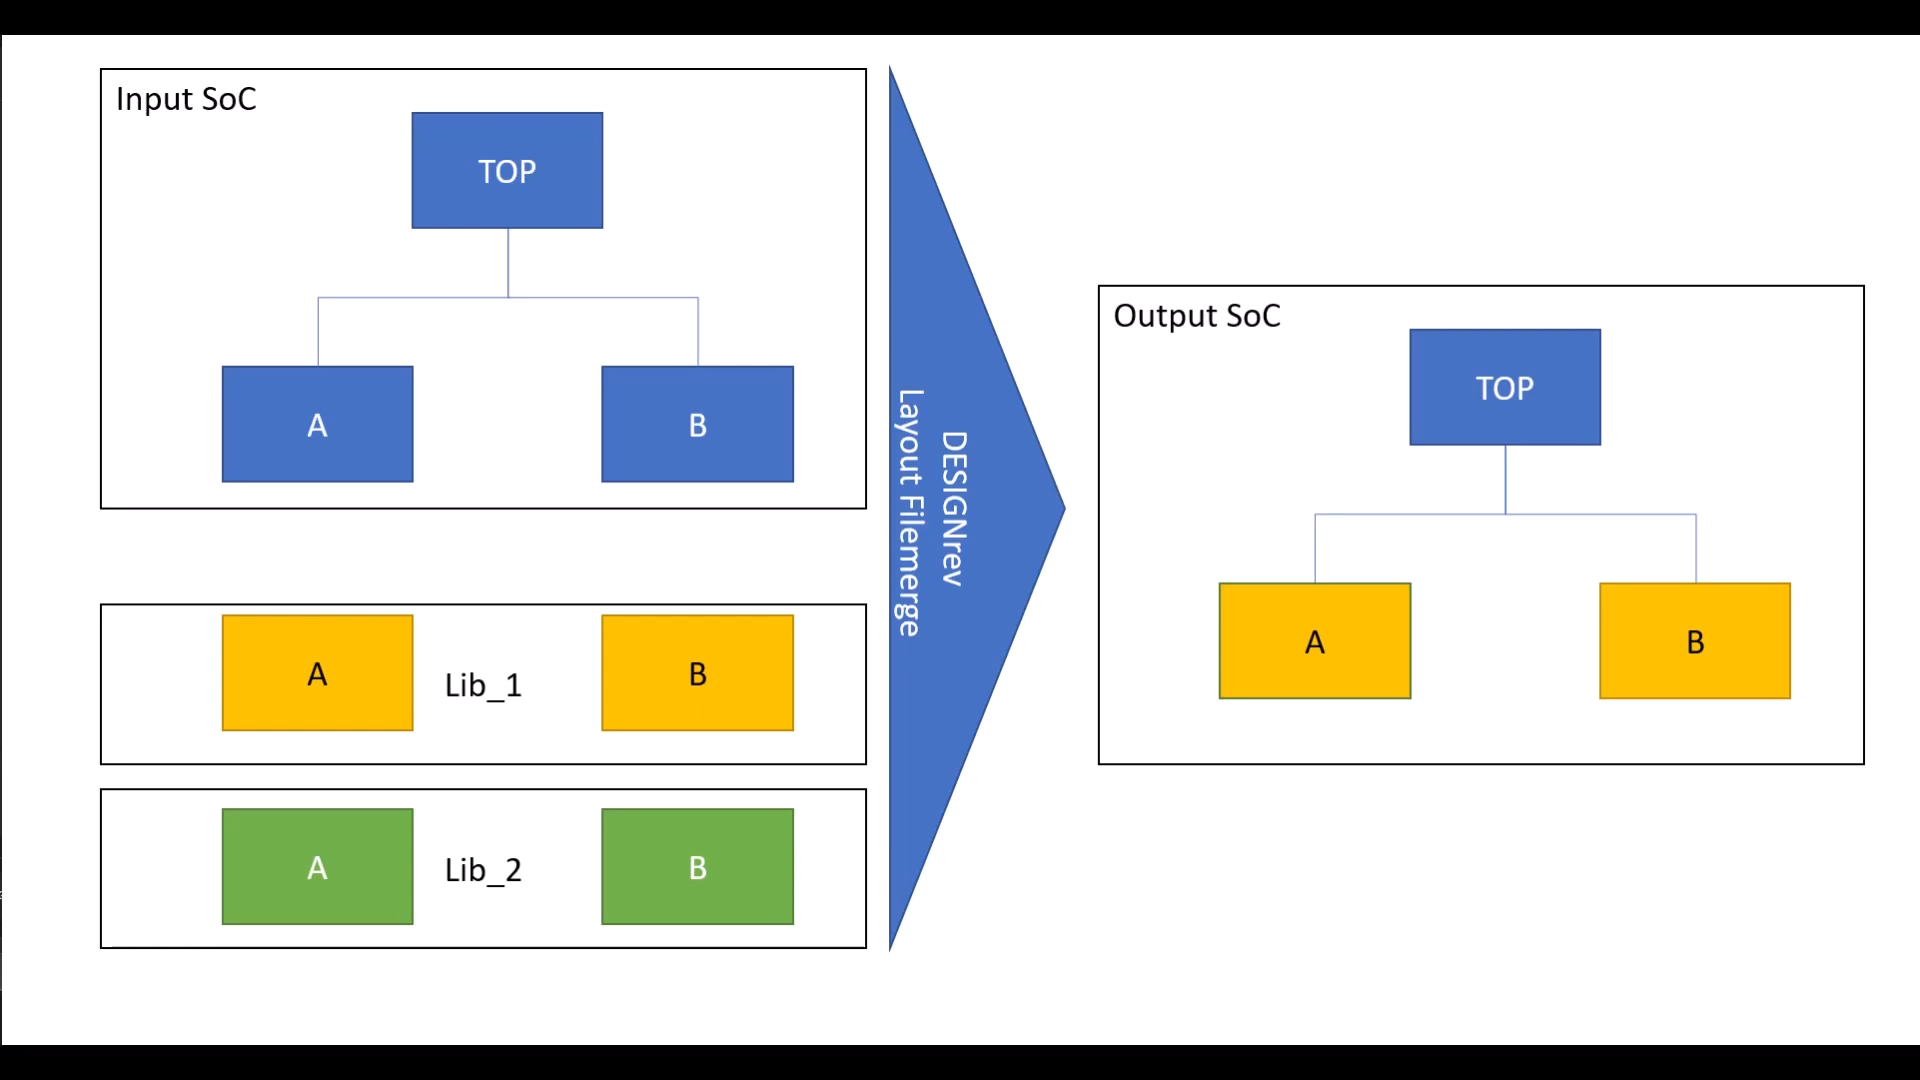 Input SoC
TOP
A
B
A
Lib_1
B
A
Lib_2
B
DESIGNrev
Layout Filemerge
Output SoC
TOP
A
B